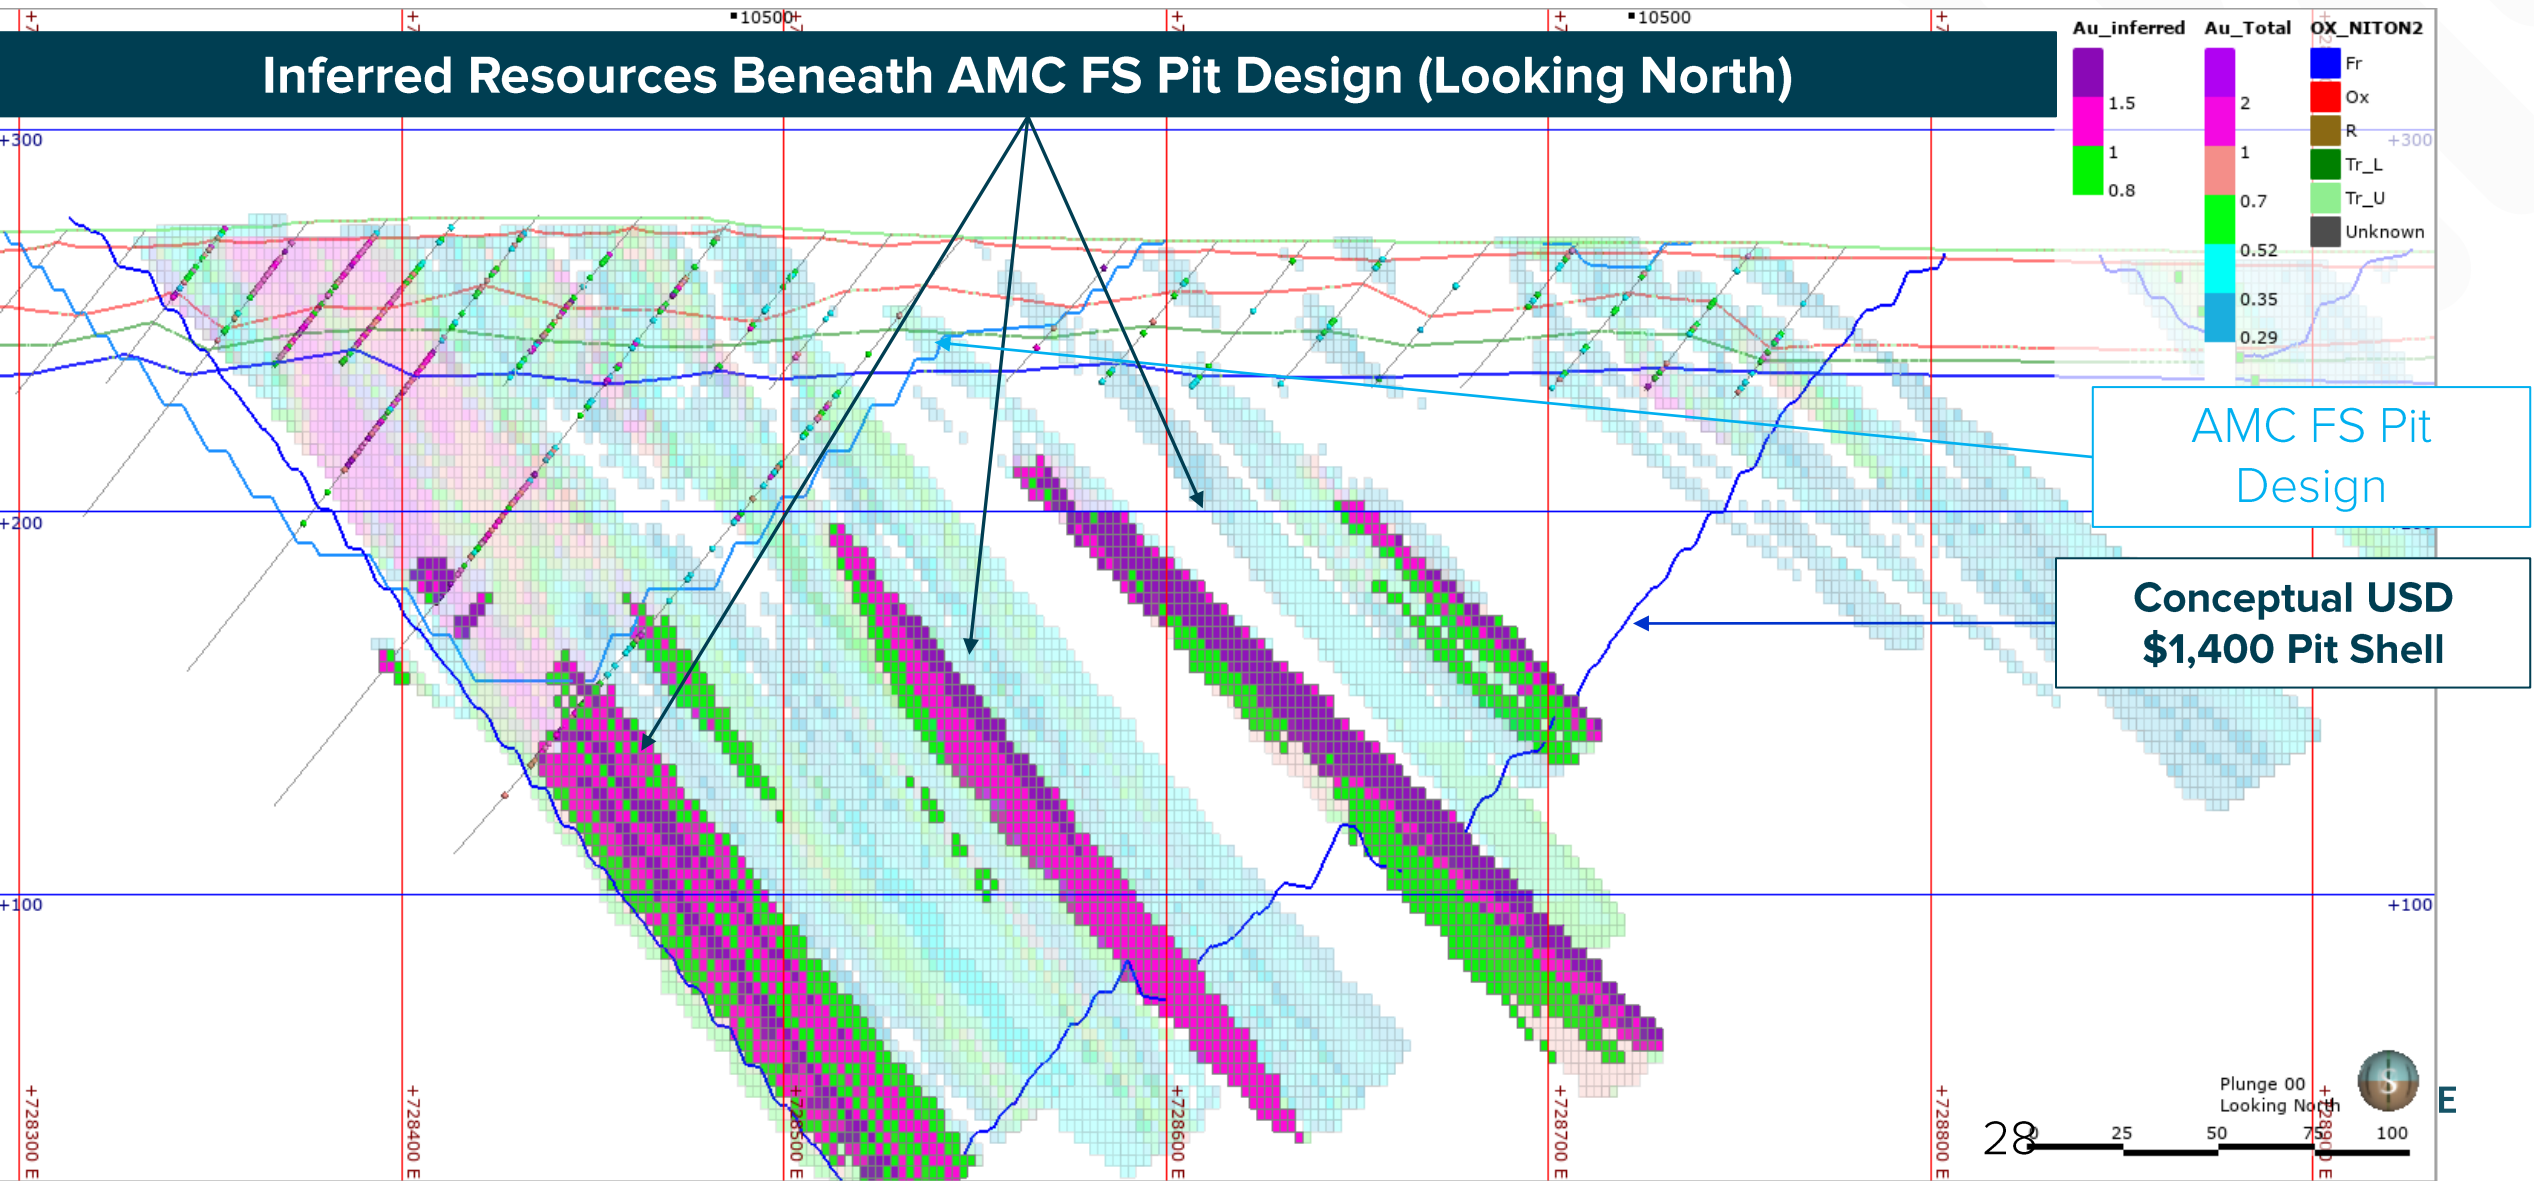 10500
10500
Au_inferred
1.5
1
0.8
Au_Total
2
1
0.7
0.52
0.35
0.29
OX_NITON2
Fr
Ox
R
Tr_L
Tr_U
Unknown
Inferred Resources Beneath AMC FS Pit Design (Looking North)
+300
+300
AMC FS Pit
Design
+200
Conceptual USD
$1,400 Pit Shell
+100
+100
+728300 E
+728400 E
+728500 E
+728600 E
+728700 E
+728800 E
+728900 E
Plunge 00
Looking North
S
E
28
0
25
50
75
100